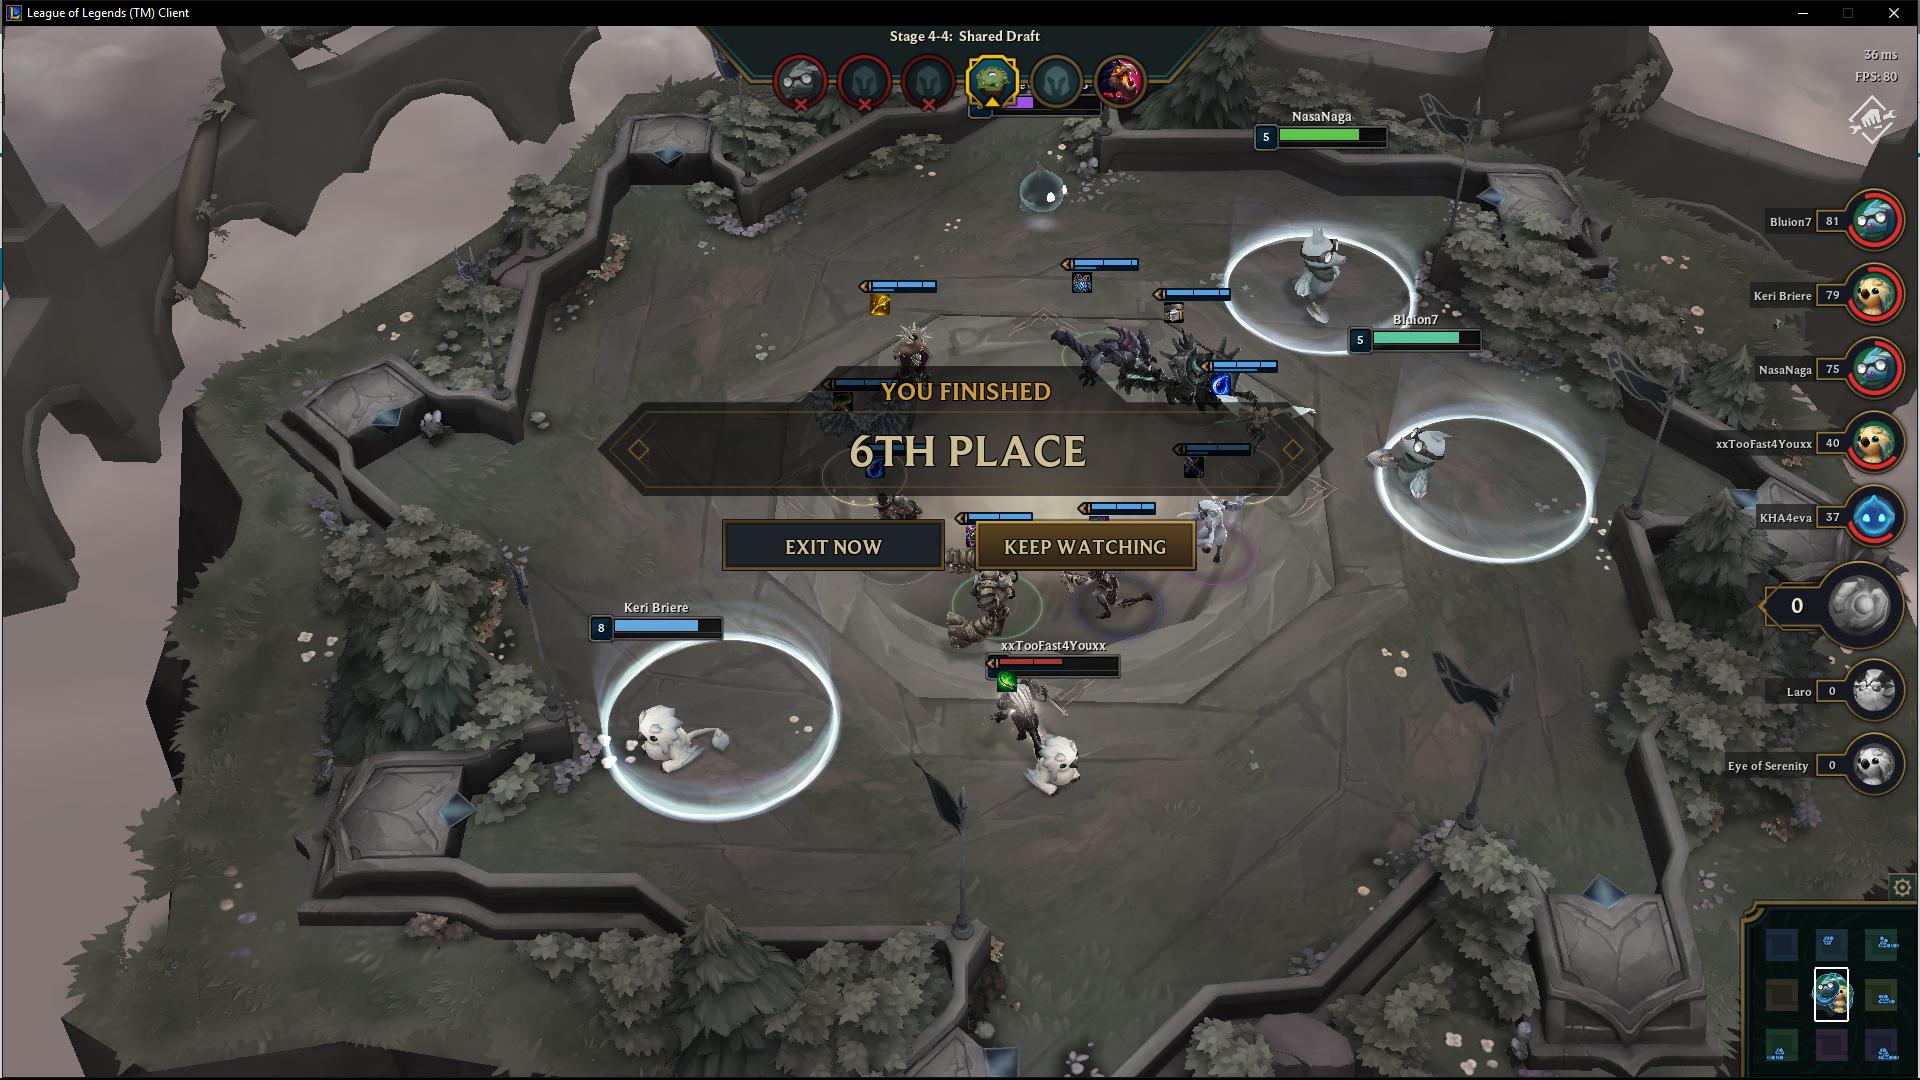 League of Legends (TM) Client
Stage 4-4: Shared Draft
36 ms
FPS: 80
NasaNaga
5
Bluion7
81
Keri Briere
79
Bluion7
5
NasaNaga
75
YOU FINISHED
6TH PLACE
xxTooFast4Youxx
40
KHA4eva
37
EXIT NOW
KEEP WATCHING
Keri Briere
8
0
xxTooFast4Youxx
Laro
0
Eye of Serenity
0